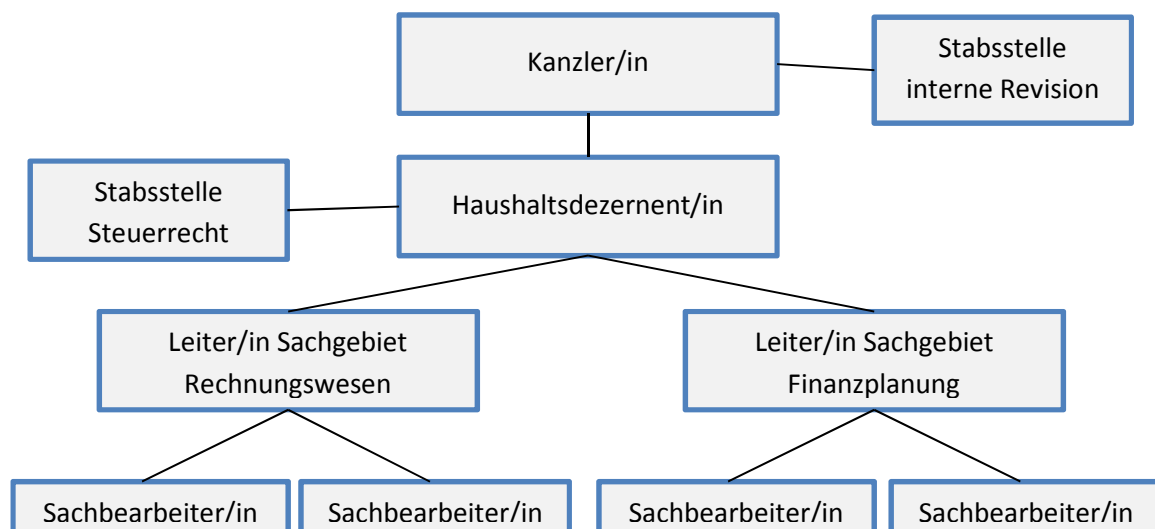 Kanzler/in
Stabsstelle
interne Revision
Stabsstelle
Steuerrecht
Haushaltsdezernent/in
Leiter/in Sachgebiet
Rechnungswesen
Leiter/in Sachgebiet
Finanzplanung
Sachbearbeiter/in
Sachbearbeiter/in
Sachbearbeiter/in
Sachbearbeiter/in